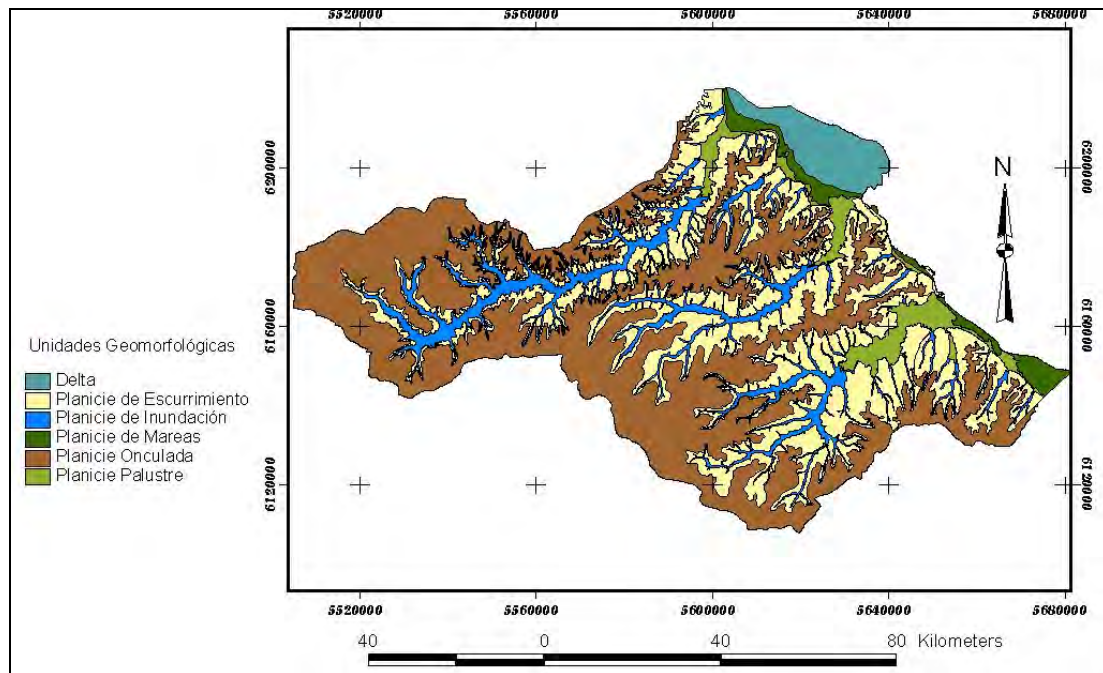 5520000 5560000 5600000 5640000 5680000
6200000 6200000
N
6160000 6160000
Unidades Geomorfológicas
Delta
Planicie de Escurrimiento
Planicie de Inundación
Planicie de Mareas
Planicie Onculada
Planicie Palustre
6120000 6120000
5520000 5560000 5600000 5640000 5680000
40 0 40 80 Kilometers